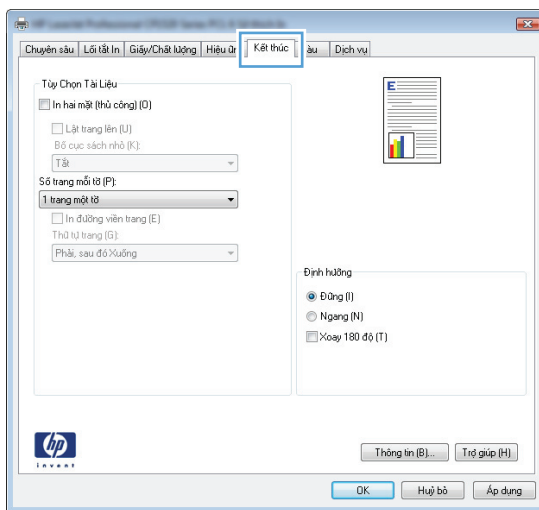 Chuyên sâu Lối tắt In Giấy/Chất lượng Hiệu ứn Kết thúc àu Dịch vụ
Tùy Chọn Tài Liệu
In hai mặt (thủ công) (O)
Lật trang lên (U)
Bố cục sách nhỏ (K):
Tắt
Số trang mỗi tờ (P):
1 trang một tờ
In đường viền trang (E)
Thứ tự trang (G):
Phải, sau đó Xuống
E
Định hướng
Đứng (I)
Ngang (N)
Xoay 180 độ (T)
hp
invent
Thông tin (B)... Trợ giúp (H)
OK Huỷ bỏ Áp dụng